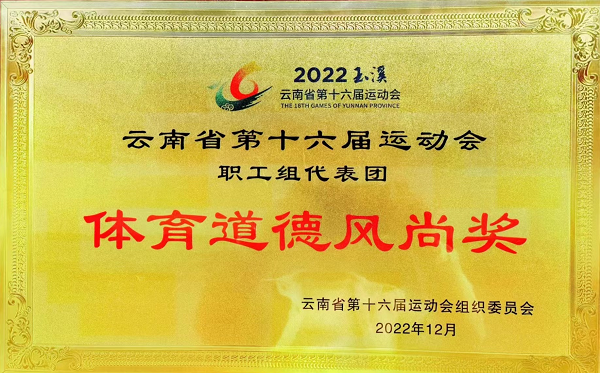 2022 玉溪
云南省第十六届运动会
THE 16TH GAMES OF YUNNAN PROVINCE
云南省第十六届运动会
职工组代表团
体育道德风尚奖
云南省第十六届运动会组织委员会
2022年12月